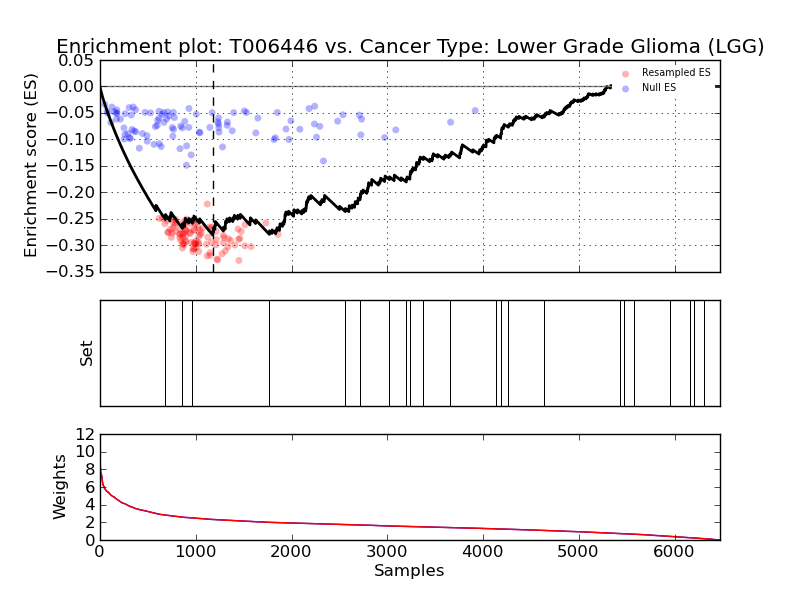 Enrichment plot: T006446 vs. Cancer Type: Lower Grade Glioma (LGG)
Enrichment score (ES)
0.05
0.00
−0.05
−0.10
−0.15
−0.20
−0.25
−0.30
−0.35
Resampled ES
Null ES
Set
Weights
12
10
8
6
4
2
0
0 1000 2000 3000 4000 5000 6000
Samples